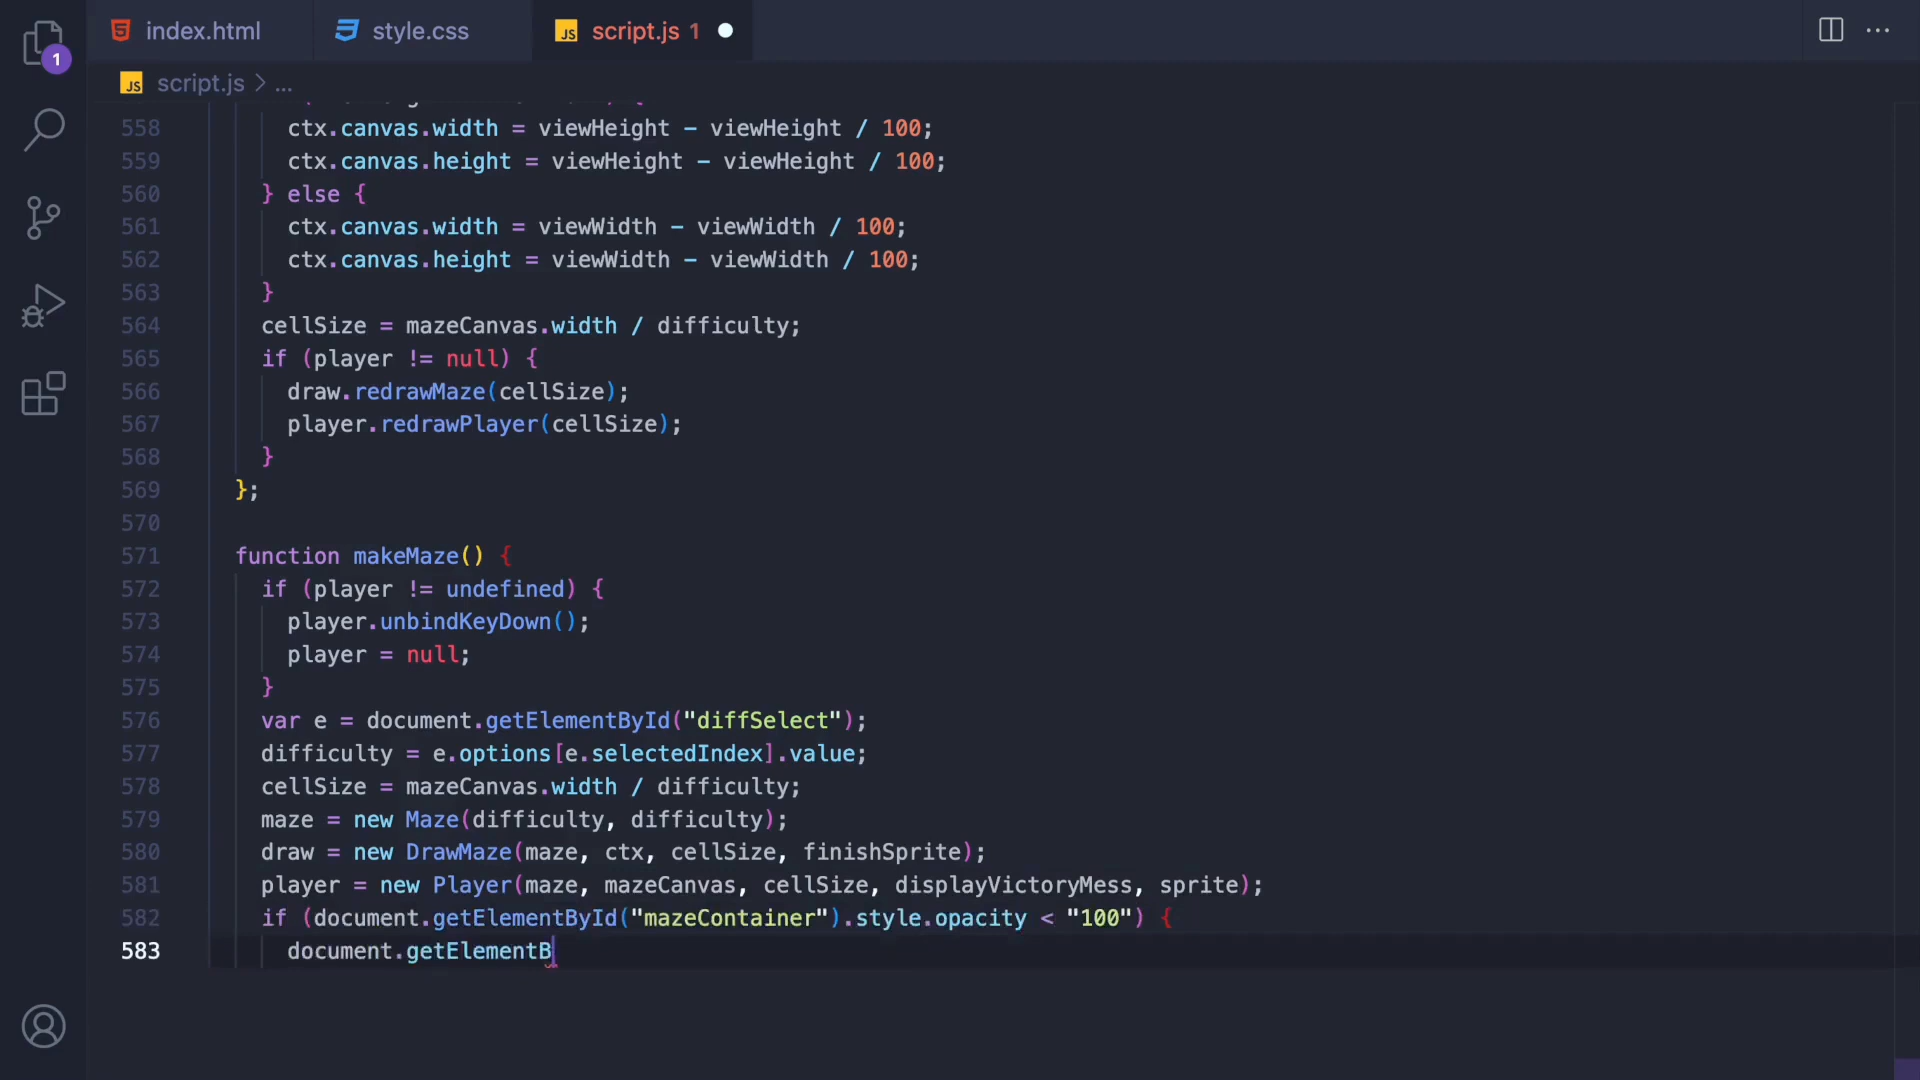 index.html
style.css
JS script.js 1
1
JS script.js > ...
558 ctx.canvas.width = viewHeight - viewHeight / 100;
559 ctx.canvas.height = viewHeight - viewHeight / 100;
560 } else {
561 ctx.canvas.width = viewWidth - viewWidth / 100;
562 ctx.canvas.height = viewWidth - viewWidth / 100;
563 }
564 cellSize = mazeCanvas.width / difficulty;
565 if (player != null) {
566 draw.redrawMaze(cellSize);
567 player.redrawPlayer(cellSize);
568 }
569 };
570
571 function makeMaze() {
572 if (player != undefined) {
573 player.unbindKeyDown();
574 player = null;
575 }
576 var e = document.getElementById("diffSelect");
577 difficulty = e.options[e.selectedIndex].value;
578 cellSize = mazeCanvas.width / difficulty;
579 maze = new Maze(difficulty, difficulty);
580 draw = new DrawMaze(maze, ctx, cellSize, finishSprite);
581 player = new Player(maze, mazeCanvas, cellSize, displayVictoryMess, sprite);
582 if (document.getElementById("mazeContainer").style.opacity < "100") {
583 document.getElementB